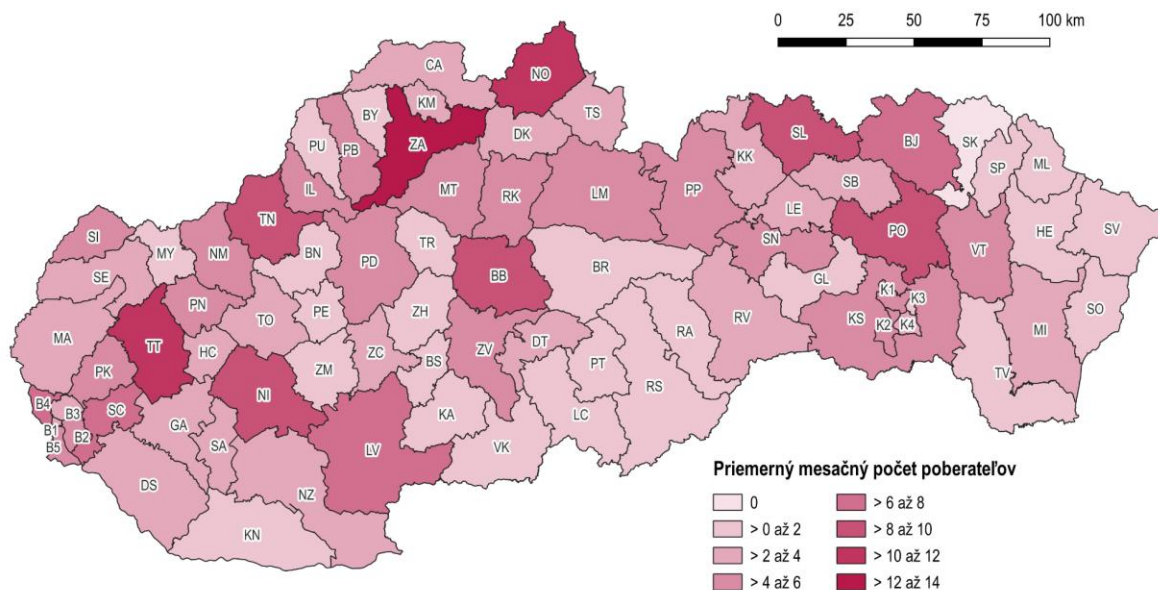 0 25 50 75 100 km
CA
NO
KM
BY
TS
ZA
DK
PU
PB
SL
BJ
SK
KK
SP
ML
IL
MT
RK
LM
PP
SB
LE
TN
PO
HE
SV
SI
MY
NM
BN
PD
TR
SN
VT
SE
BB
BR
GL
K1
K3
PN
TO
PE
ZH
RV
KS
K2
K4
SO
MA
TT
HC
ZC
ZV
DT
RA
MI
PK
ZM
BS
PT
TV
NI
RS
B4
B3
SC
GA
KA
LC
B1
B2
B5
SA
LV
VK
DS
NZ
KN
Priemerný mesačný počet poberateľov
0
> 0 až 2
> 2 až 4
> 4 až 6
> 6 až 8
> 8 až 10
> 10 až 12
> 12 až 14